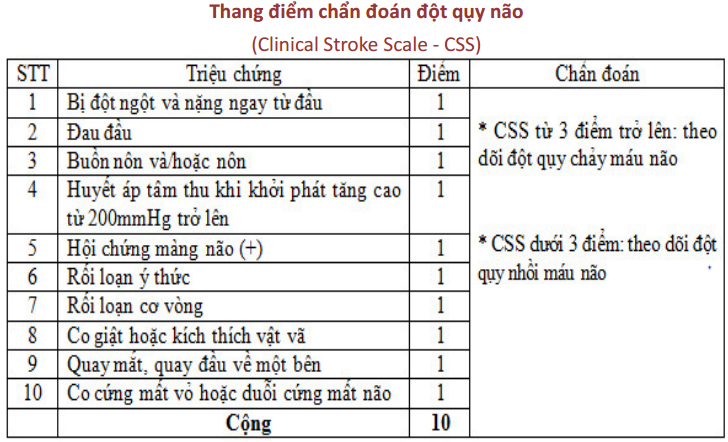 Thang điểm chẩn đoán đột quỵ não
(Clinical Stroke Scale - CSS)
STT Triệu chứng Điểm Chẩn đoán
1 Bị đột ngột và nặng ngay từ đầu 1
2 Đau đầu 1
3 Buồn nôn và/hoặc nôn 1
4 Huyết áp tâm thu khi khởi phát tăng cao 1
từ 200mmHg trở lên
5 Hội chứng màng não (+) 1
6 Rối loạn ý thức 1
7 Rối loạn cơ vòng 1
8 Co giật hoặc kích thích vật vã 1
9 Quay mắt, quay đầu về một bên 1
10 Co cứng mất vỏ hoặc duỗi cứng mất não 1
Cộng 10
* CSS từ 3 điểm trở lên: theo
dõi đột quỵ chảy máu não
* CSS dưới 3 điểm: theo dõi đột
quỵ nhồi máu não